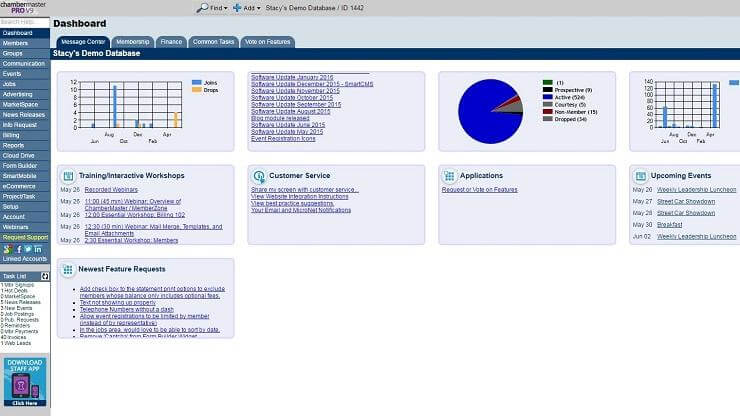 chambermaster
PRO v9
Find
Add
Stacy's Demo Database / ID 1442
Search Help...
Dashboard
Members
Groups
Communication
Events
Jobs
Advertising
MarketSpace
News Releases
Info Request
Billing
Reports
Cloud Drive
Form Builder
SmartMobile
eCommerce
Project/Task
Setup
Account
Webinars
Request Support
Linked Accounts
Task List
1 Mbr Signups
1 Hot Deals
0 MarketSpace
5 News Releases
3 New Events
0 Job Postings
0 Pub. Requests
0 Reminders
0 Mbr Payments
40 Invoices
1 Web Leads
DOWNLOAD
STAFF APP
Click Here
Dashboard
Message Center
Membership
Finance
Common Tasks
Vote on Features
Stacy's Demo Database
12
10
8
6
4
2
0
Aug Dec Apr
Jun Oct Feb
Joins
Drops
Software Update January 2016
Software Update December 2015 - SmartCMS
Software Update November 2015
Software Update October 2015
Software Update September 2015
Software Update August 2015
Blog module released
Software Update June 2015
Software Update May 2015
Event Registration Icons
(1)
Prospective (9)
Active (524)
Courtesy (5)
Non-Member (15)
Dropped (34)
140
120
100
80
60
40
20
0
Aug Dec Apr
Jun Oct Feb
Training/Interactive Workshops
May 26 Recorded Webinars
May 26 11:00 (45 min) Webinar: Overview of
ChamberMaster / MemberZone
May 26 12:00 Essential Workshop: Billing 102
May 26 12:30 (30 min) Webinar: Mail Merge, Templates, and
Email Attachments
May 26 2:30 Essential Workshop: Members
Customer Service
Share my screen with customer service...
View Website Integration Instructions
View best practice suggestions.
Your Email and MicroNet Notifications
Applications
Request or Vote on Features
Upcoming Events
May 26 Weekly Leadership Luncheon
May 27 Street Car Showdown
May 28 Street Car Showdown
May 30 Breakfast
Jun 02 Weekly Leadership Luncheon
Newest Feature Requests
Add check box to the statement print options to exclude
members whose balance only includes optional fees.
Text not showing up properly
Telephone Numbers without a dash
Allow event registrations to be limited by member
(instead of by representative)
In the jobs area, would love to be able to sort by date.
Remove 'Captcha' from Form Builder Widget